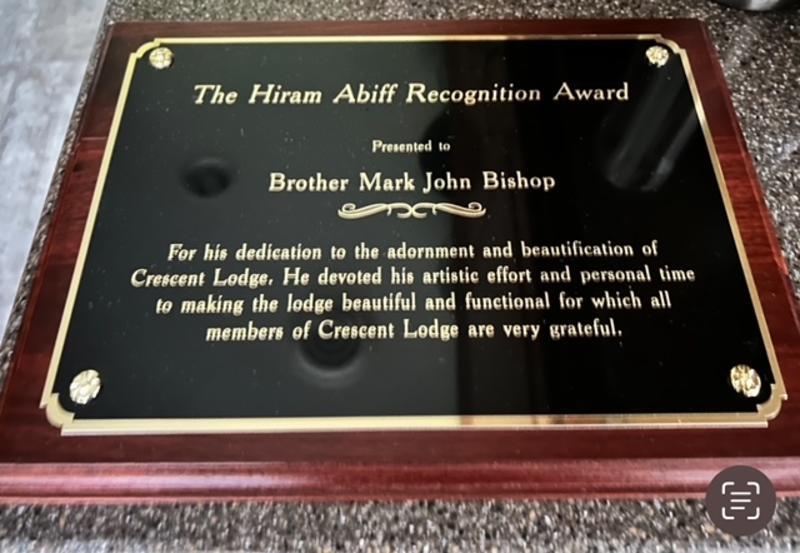 The Hiram Abiff Recognition Award
Presented to
Brother Mark John Bishop
For his dedication to the adornment and beautification of
Crescent Lodge. He devoted his artistic effort and personal time
to making the lodge beautiful and functional for which all
members of Crescent Lodge are very grateful.